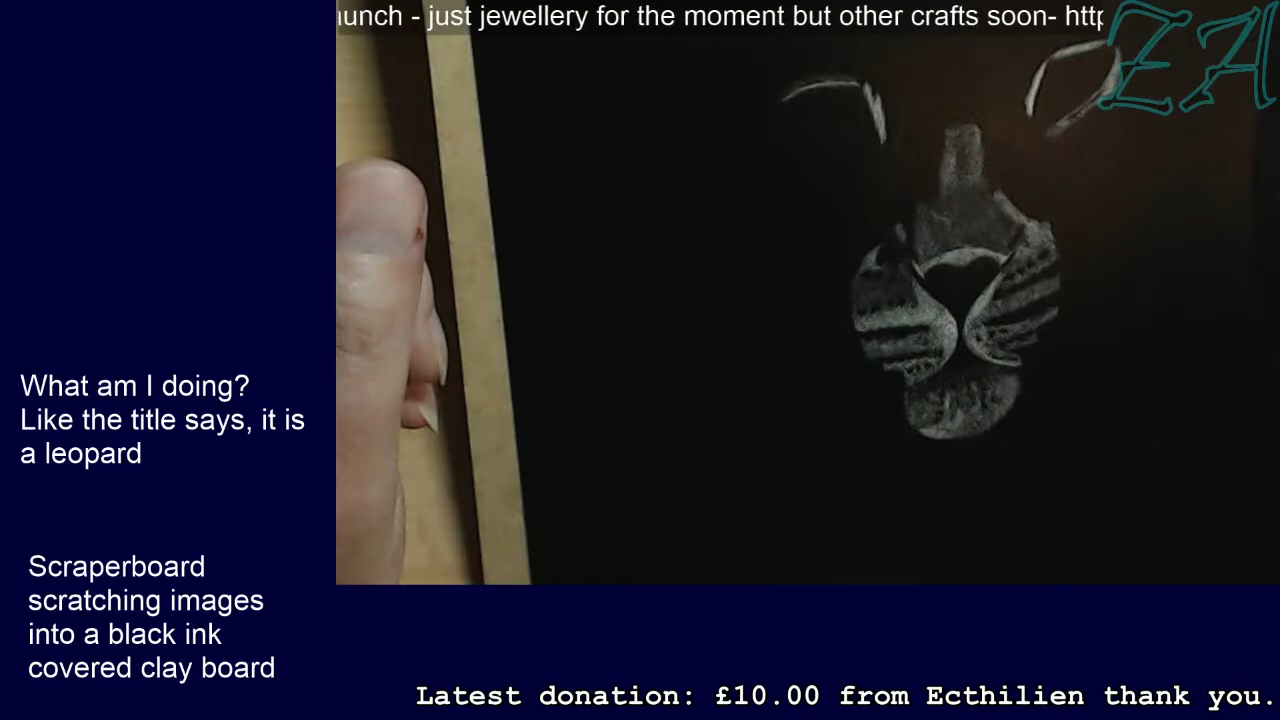 unch - just jewellery for the moment but other crafts soon- http
ZA
What am I doing?
Like the title says, it is
a leopard
Scraperboard
scratching images
into a black ink
covered clay board
Latest donation: £10.00 from Ecthilien thank you.